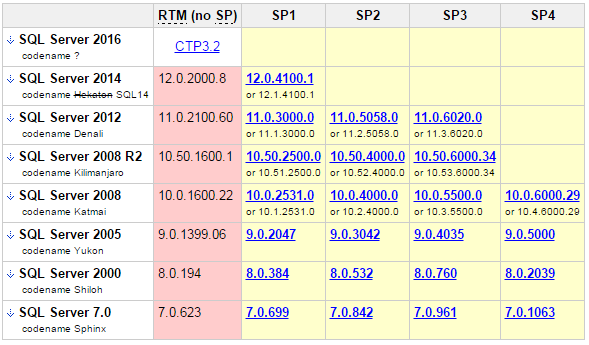 RTM (no SP) SP1 SP2 SP3 SP4
SQL Server 2016 CTP3.2
codename ?
SQL Server 2014 12.0.2000.8 12.0.4100.1
codename Hekaton SQL14 or 12.1.4100.1
SQL Server 2012 11.0.2100.60 11.0.3000.0 11.0.5058.0 11.0.6020.0
codename Denali or 11.1.3000.0 or 11.2.5058.0 or 11.3.6020.0
SQL Server 2008 R2 10.50.1600.1 10.50.2500.0 10.50.4000.0 10.50.6000.34
codename Kilimanjaro or 10.51.2500.0 or 10.52.4000.0 or 10.53.6000.34
SQL Server 2008 10.0.1600.22 10.0.2531.0 10.0.4000.0 10.0.5500.0 10.0.6000.29
codename Katmai or 10.1.2531.0 or 10.2.4000.0 or 10.3.5500.0 or 10.4.6000.29
SQL Server 2005 9.0.1399.06 9.0.2047 9.0.3042 9.0.4035 9.0.5000
codename Yukon
SQL Server 2000 8.0.194 8.0.384 8.0.532 8.0.760 8.0.2039
codename Shiloh
SQL Server 7.0 7.0.623 7.0.699 7.0.842 7.0.961 7.0.1063
codename Sphinx